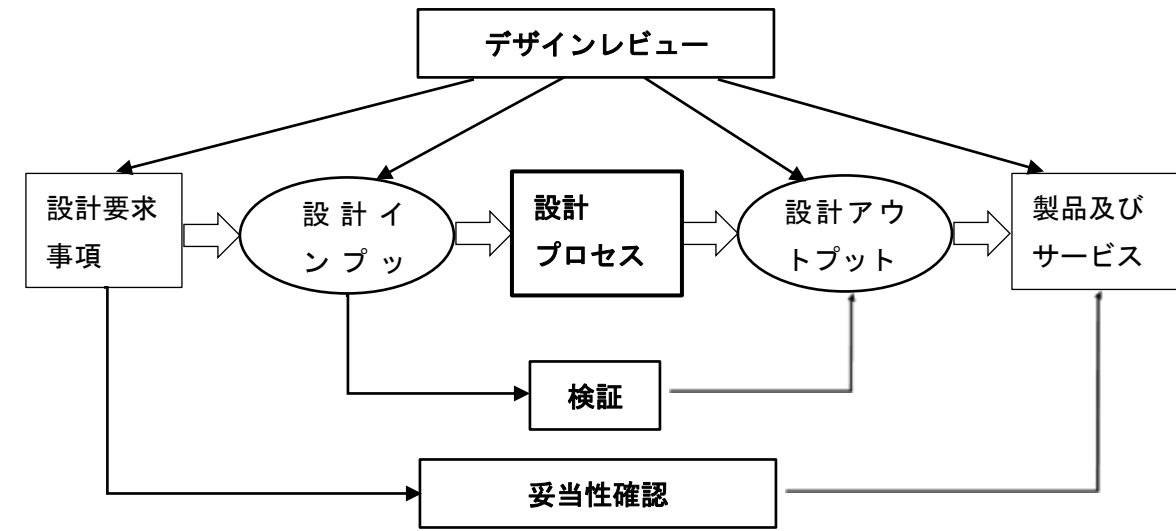 デザインレビュー
設計要求
事項
設計イ
ンプッ
設計
プロセス
設計アウ
トプット
製品及び
サービス
検証
妥当性確認